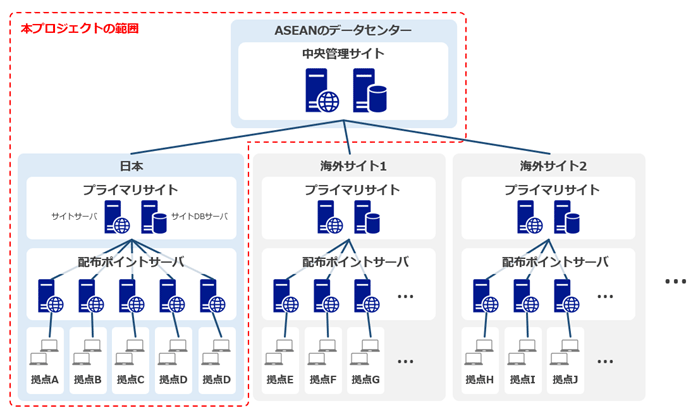 本プロジェクトの範囲
ASEANのデータセンター
中央管理サイト
日本
プライマリサイト
サイトサーバ
サイトDBサーバ
配布ポイントサーバ
拠点A
拠点B
拠点C
拠点D
拠点D
海外サイト1
プライマリサイト
配布ポイントサーバ
...
拠点E
拠点F
拠点G
...
海外サイト2
プライマリサイト
配布ポイントサーバ
...
拠点H
拠点I
拠点J
...
...